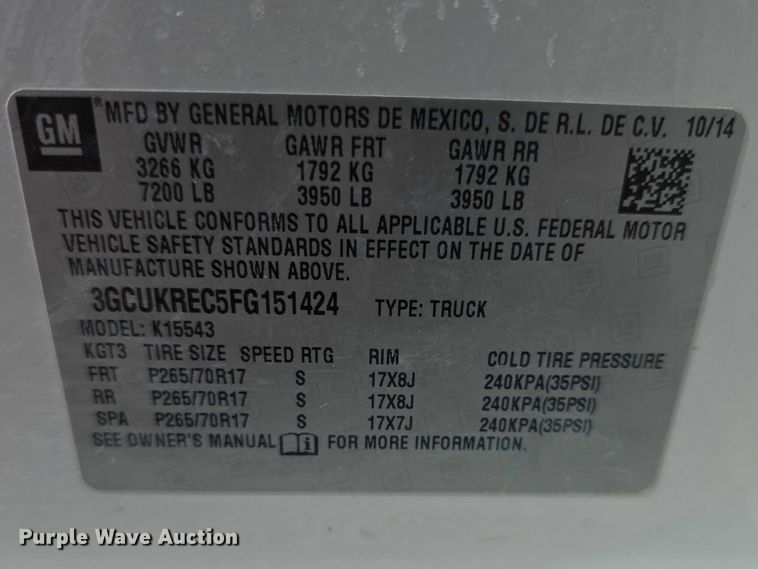 GM ® MFD BY GENERAL MOTORS DE MEXICO, S. DE R.L. DE C.V. 10/14
GVWR GAWR FRT GAWR RR
3266 KG 1792 KG 1792 KG
7200 LB 3950 LB 3950 LB
THIS VEHICLE CONFORMS TO ALL APPLICABLE U.S. FEDERAL MOTOR
VEHICLE SAFETY STANDARDS IN EFFECT ON THE DATE OF
MANUFACTURE SHOWN ABOVE.
3GCUKREC5FG151424 TYPE: TRUCK
MODEL: K15543
KGT3 TIRE SIZE SPEED RTG RIM COLD TIRE PRESSURE
FRT P265/70R17 S 17X8J 240KPA(35PSI)
RR P265/70R17 S 17X8J 240KPA(35PSI)
SPA P265/70R17 S 17X7J 240KPA(35PSI)
SEE OWNER'S MANUAL FOR MORE INFORMATION.
Purple Wave Auction